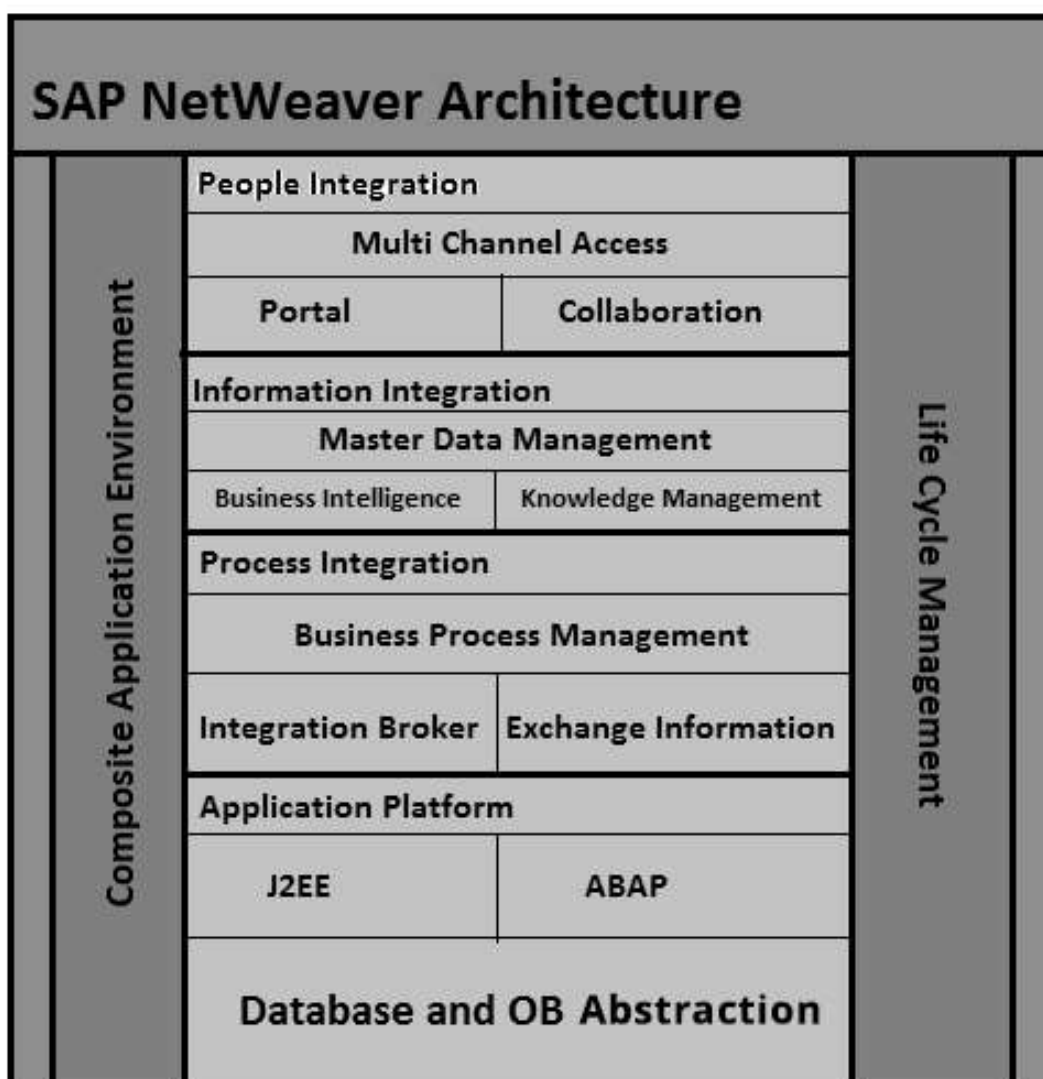 SAP NetWeaver Architecture
Composite Application Environment
People Integration
Multi Channel Access
Portal
Collaboration
Information Integration
Master Data Management
Business Intelligence
Knowledge Management
Process Integration
Business Process Management
Integration Broker
Exchange Information
Application Platform
J2EE
ABAP
Database and OB Abstraction
Life Cycle Management